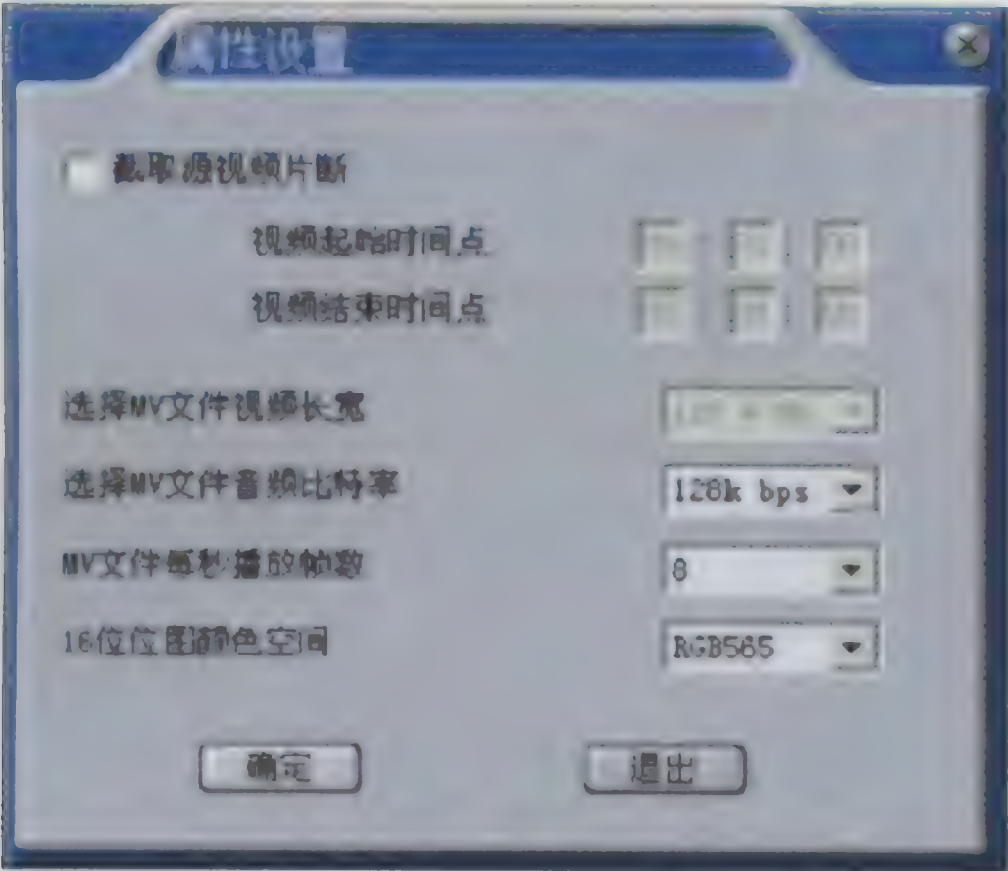 属性设置
截取源视频片断
视频起始时间点
视频结束时间点
选择MV文件视频长宽
选择MV文件音频比特率 128k bps
MV文件每秒播放帧数 8
16位位图颜色空间 RGB565
确定 退出